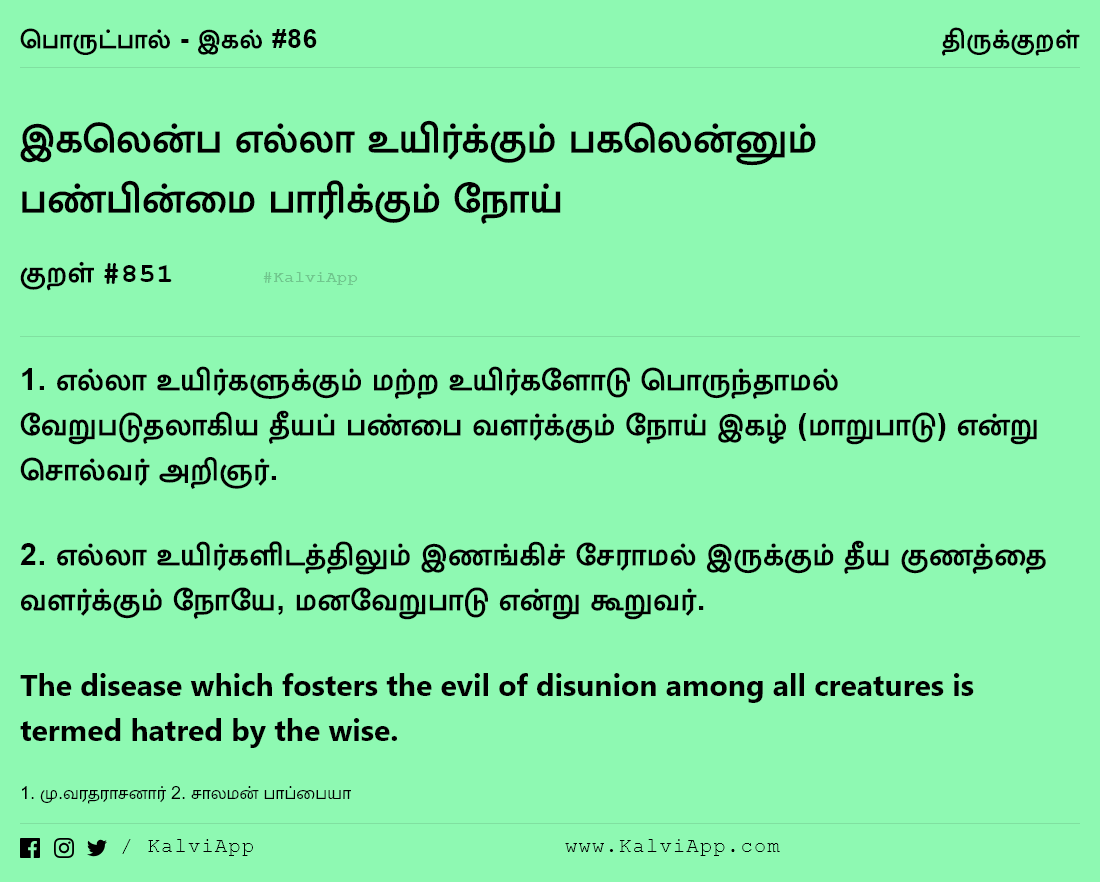 பொருட்பால் - இகல் #86
திருக்குறள்
இகலென்ப எல்லா உயிர்க்கும் பகலென்னும்
பண்பின்மை பாரிக்கும் நோய்
குறள் #851
#KalviApp
1. எல்லா உயிர்களுக்கும் மற்ற உயிர்களோடு பொருந்தாமல்
வேறுபடுதலாகிய தீயப் பண்பை வளர்க்கும் நோய் இகழ் (மாறுபாடு) என்று
சொல்வர் அறிஞர்.
2. எல்லா உயிர்களிடத்திலும் இணங்கிச் சேராமல் இருக்கும் தீய குணத்தை
வளர்க்கும் நோயே, மனவேறுபாடு என்று கூறுவர்.
The disease which fosters the evil of disunion among all creatures is
termed hatred by the wise.
1. மு.வரதராசனார் 2. சாலமன் பாப்பையா
/ KalviApp
www.KalviApp.com